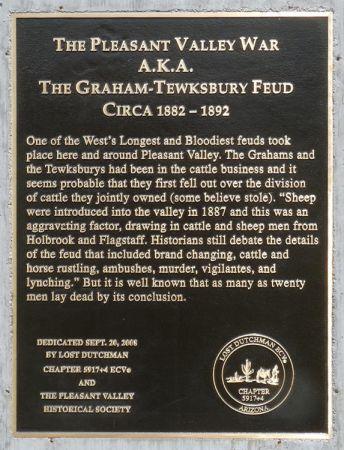 THE PLEASANT VALLEY WAR
A.K.A.
THE GRAHAM-TEWKSBURY FEUD
CIRCA 1882 – 1892
One of the West's Longest and Bloodiest feuds took
place here and around Pleasant Valley. The Grahams and
the Tewksburys had been in the cattle business and it
seems probable that they first fell out over the division
of cattle they jointly owned (some believe stole). “Sheep
were introduced into the valley in 1887 and this was an
aggravcting factor, drawing in cattle and sheep men from
Holbrook and Flagstaff. Historians still debate the details
of the feud that included brand changing, cattle and
horse rustling, ambushes, murder, vigilantes, and
lynching.” But it is well known that as many as twenty
men lay dead by its conclusion.
DEDICATED SEPT. 20, 2008
BY LOST DUTCHMAN
CHAPTER 5917+4 ECV®
AND
THE PLEASANT VALLEY
HISTORICAL SOCIETY
LOST DUTCHMAN ECV®
CHAPTER
5917+4
ARIZONA